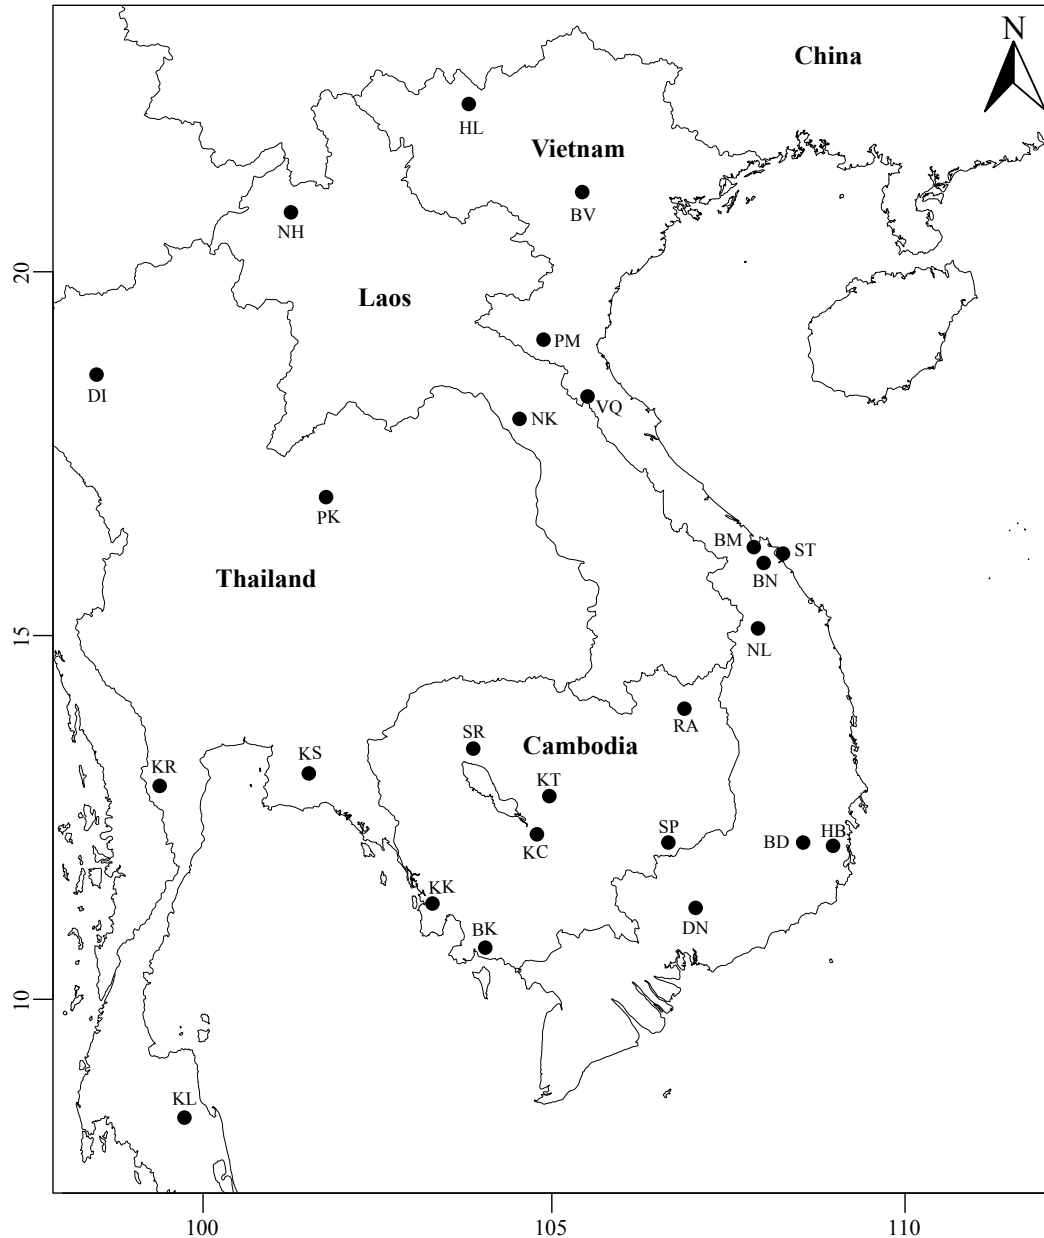 N
China
HL
Vietnam
BV
NH
20
Laos
PM
DI
VQ
NK
PK
BM
ST
BN
Thailand
15
NL
RA
SR
Cambodia
KS
KR
KT
SP
BD
HB
KC
KK
DN
BK
10
KL
100
105
110